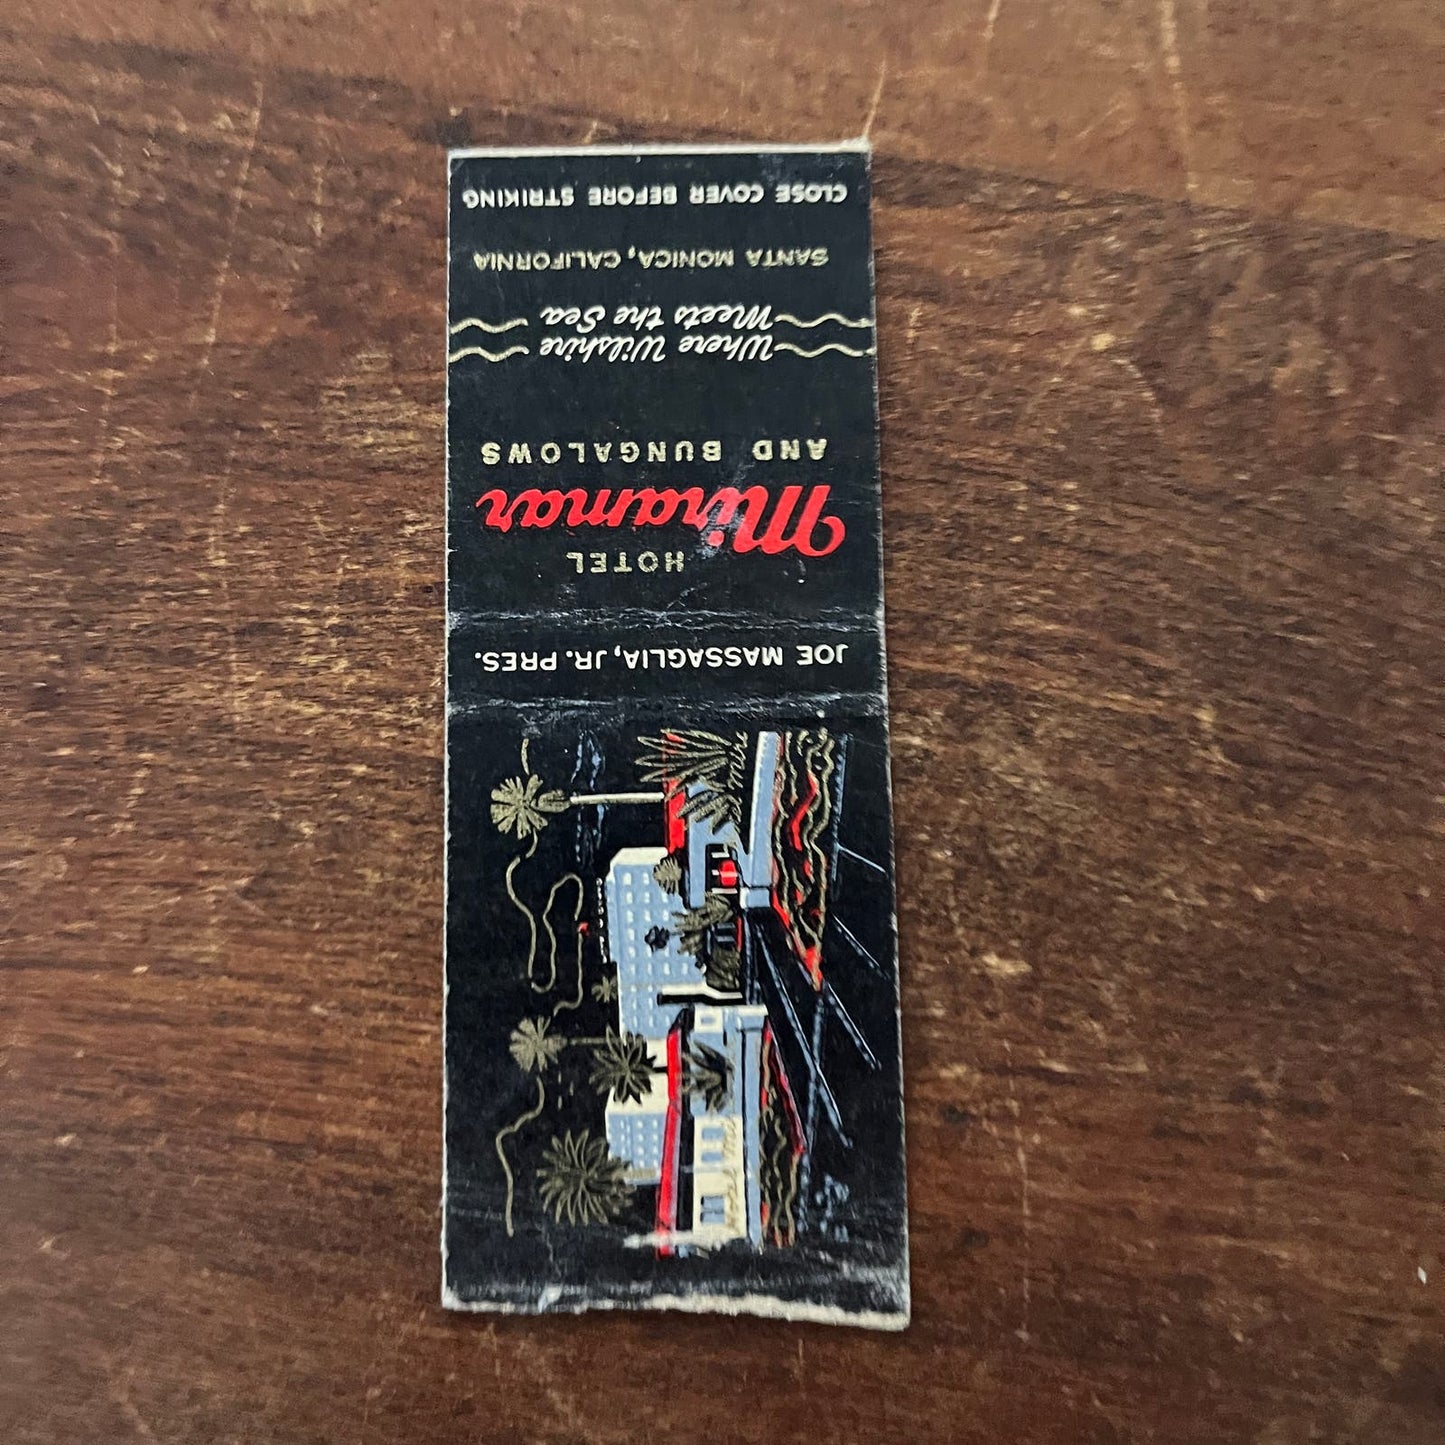 JOE MASSAGLIA, JR. PRES.
HOTEL
Miramar
AND BUNGALOWS
Where Wilshire
Meets the Sea
SANTA MONICA, CALIFORNIA
CLOSE COVER BEFORE STRIKING